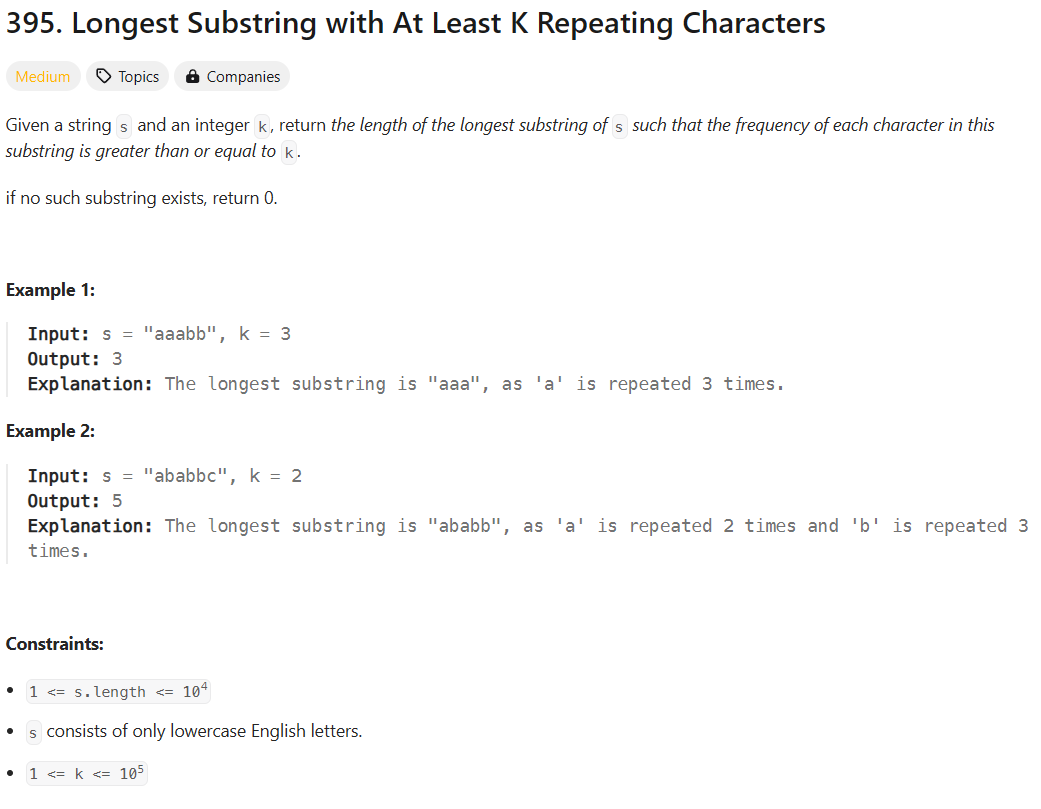 395. Longest Substring with At Least K Repeating Characters
Medium Topics Companies
Given a string s and an integer k, return the length of the longest substring of s such that the frequency of each character in this
substring is greater than or equal to k.
if no such substring exists, return 0.
Example 1:
Input: s = "aaabb", k = 3
Output: 3
Explanation: The longest substring is "aaa", as 'a' is repeated 3 times.
Example 2:
Input: s = "ababbc", k = 2
Output: 5
Explanation: The longest substring is "ababb", as 'a' is repeated 2 times and 'b' is repeated 3
times.
Constraints:
• 1 <= s.length <= 10⁴
• s consists of only lowercase English letters.
• 1 <= k <= 10⁵